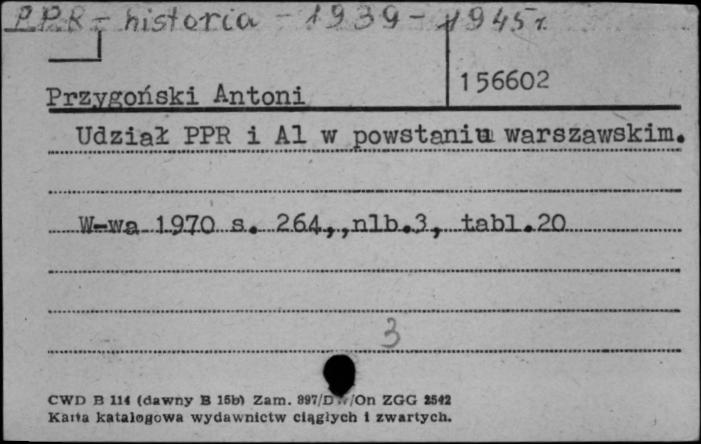 P.P.R - historia - 1939 - 1945 r.
156602
Przygoński Antoni
Udział PPR i Al w powstaniu warszawskim.
W-wa 1970 s. 264,,nlb.3, tabl.20
3
CWD B 114 (dawny B 15b) Zam. 897/DW/On ZGG 2542
Karta katalogowa wydawnictw ciągłych i zwartych.